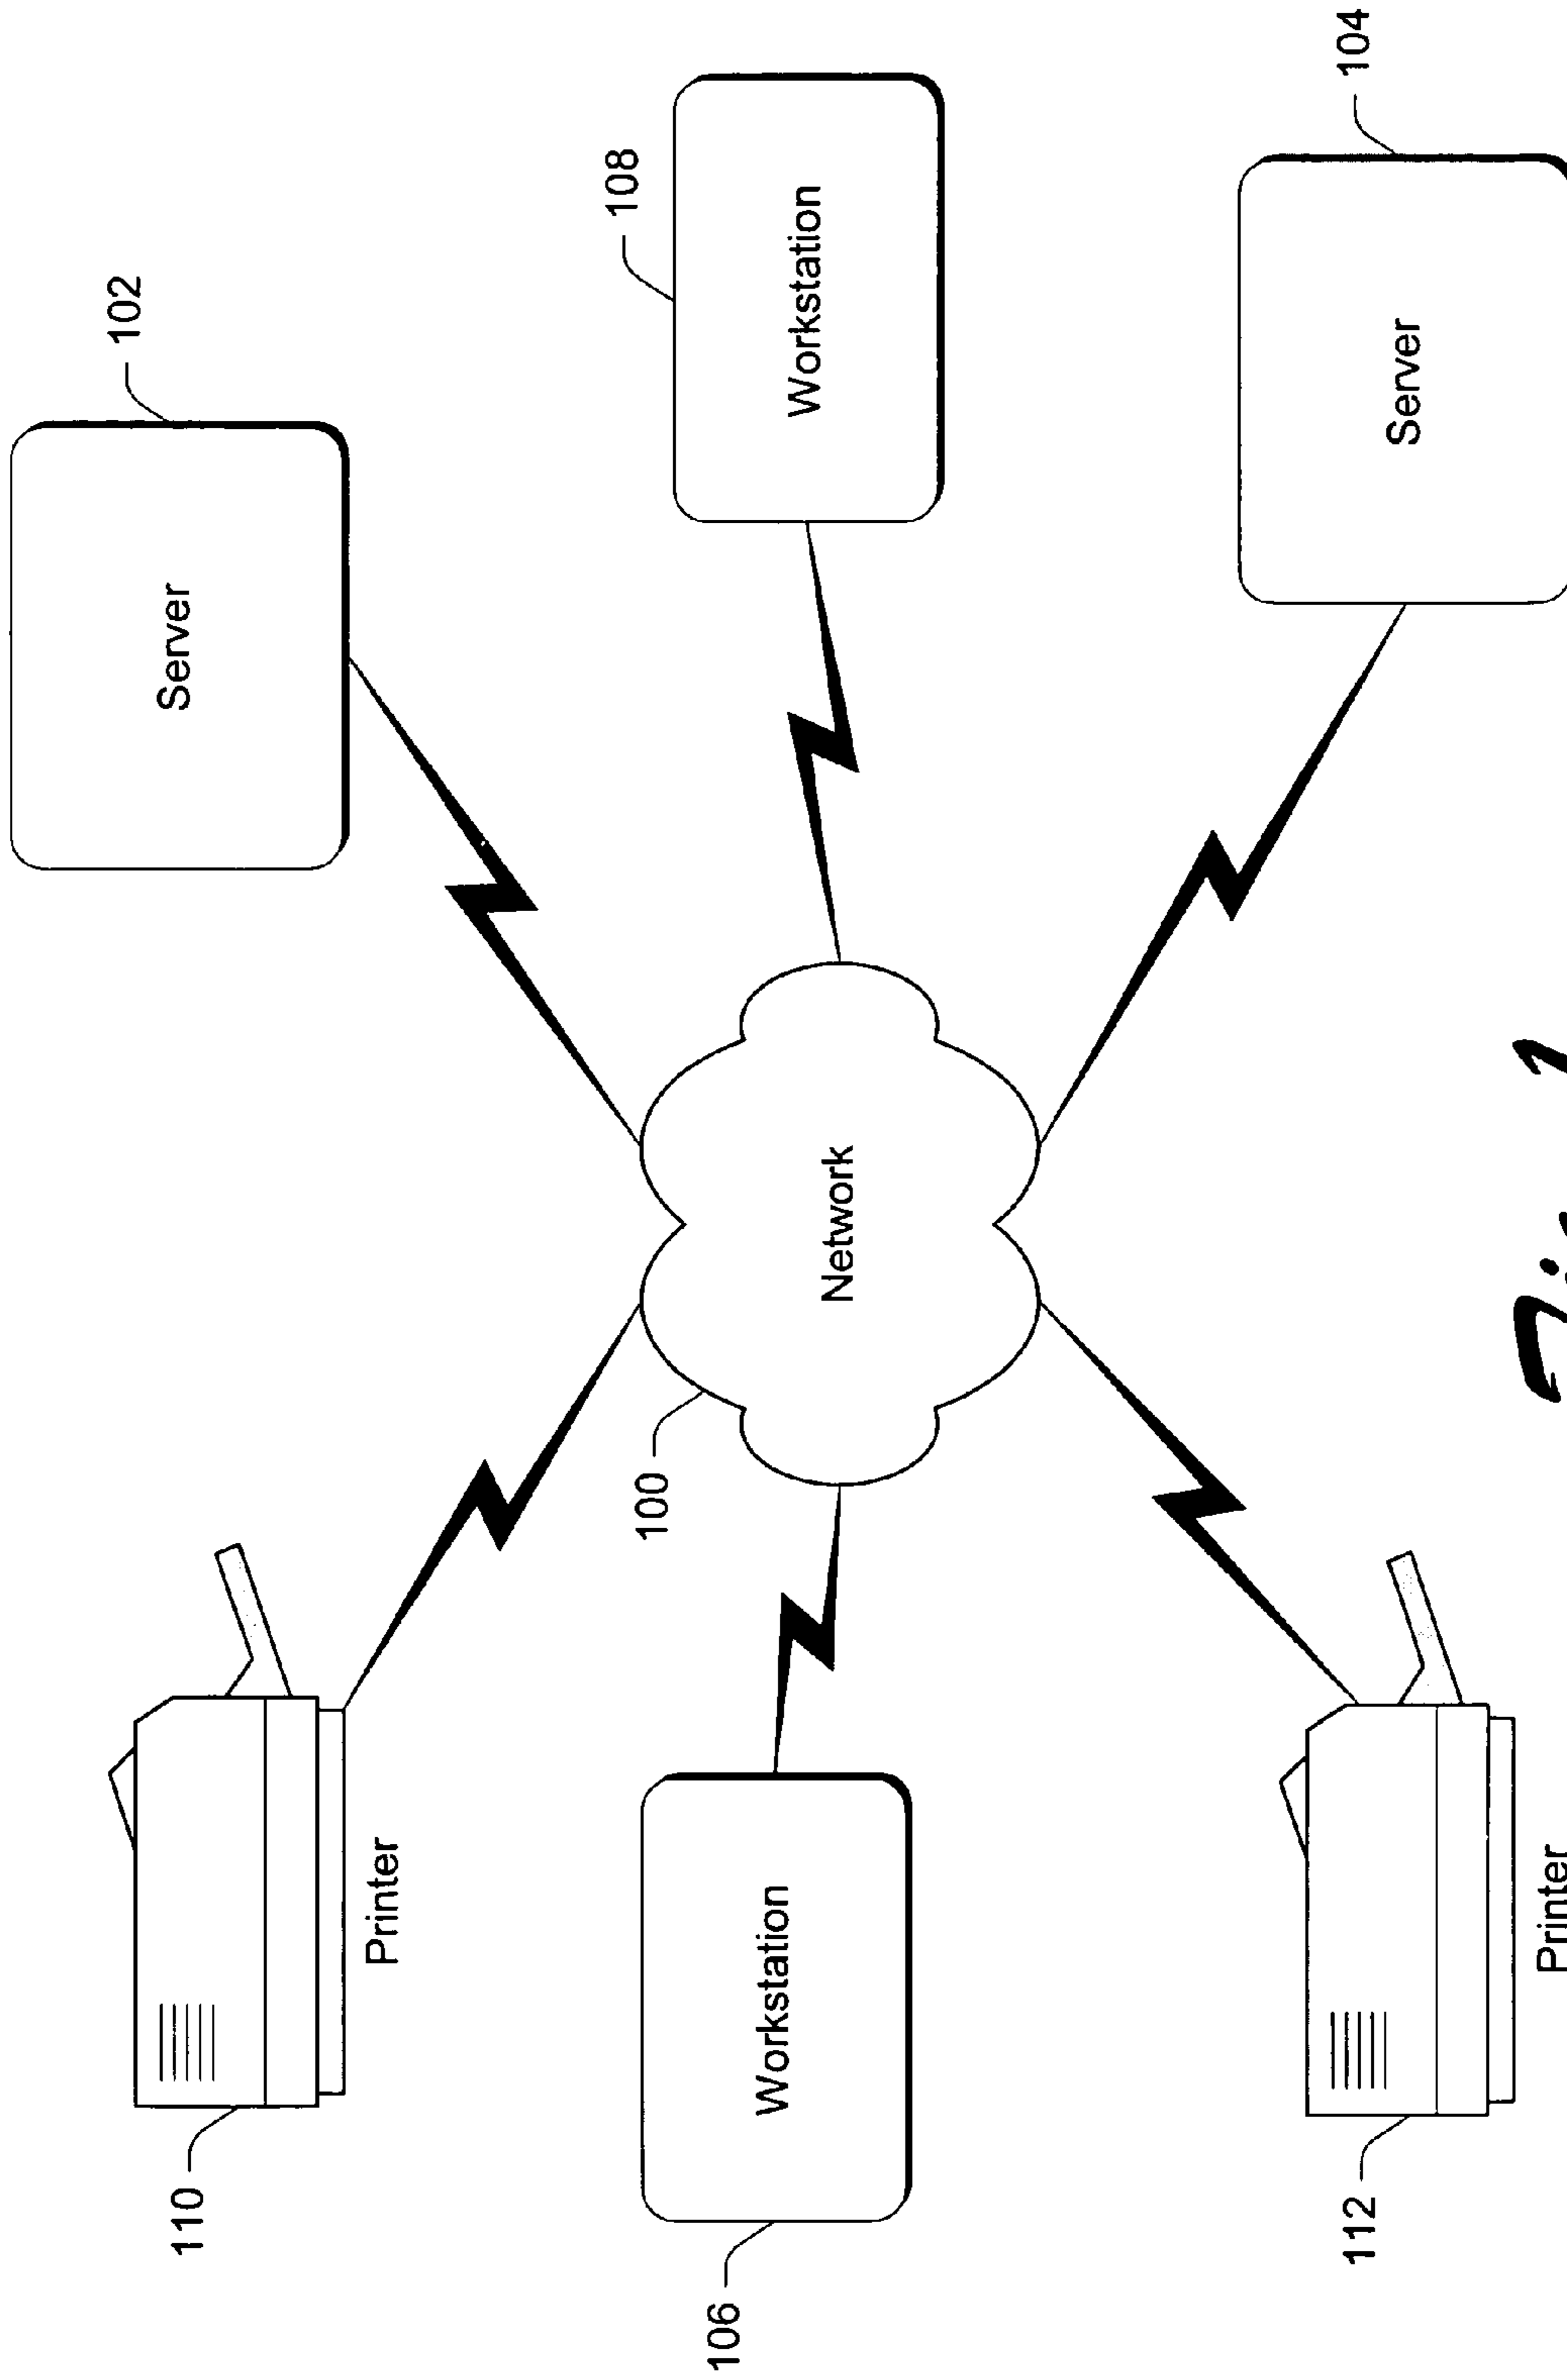 102
110
Server
Printer
108
100
106
Workstation
Workstation
Network
104
112
Server
Printer